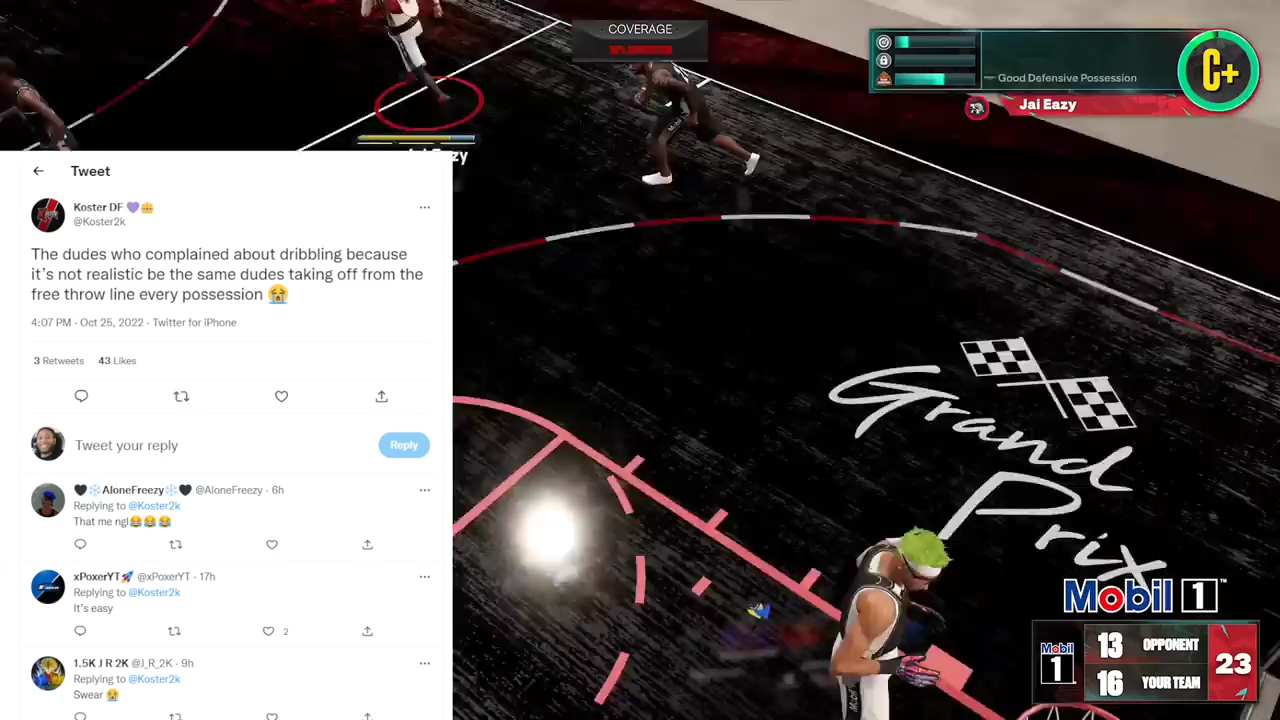 COVERAGE
Good Defensive Possession
C+
Jai Eazy
Tweet
Koster DF 💜
@Koster2k
The dudes who complained about dribbling because
it's not realistic be the same dudes taking off from the
free throw line every possession 😭
4:07 PM · Oct 25, 2022 · Twitter for iPhone
3 Retweets 43 Likes
Tweet your reply
Reply
🖤❄️AloneFreezy❄️🖤 @AloneFreezy · 6h
Replying to @Koster2k
That me ngl😂😂😂
xPoxerYT🚀 @xPoxerYT · 17h
Replying to @Koster2k
It's easy
2
1.5K J R 2K @J_R_2K · 9h
Replying to @Koster2k
Swear 😭
Grand
Prix
Mobil 1™
Mobil 1
13 OPPONENT
16 YOUR TEAM
23